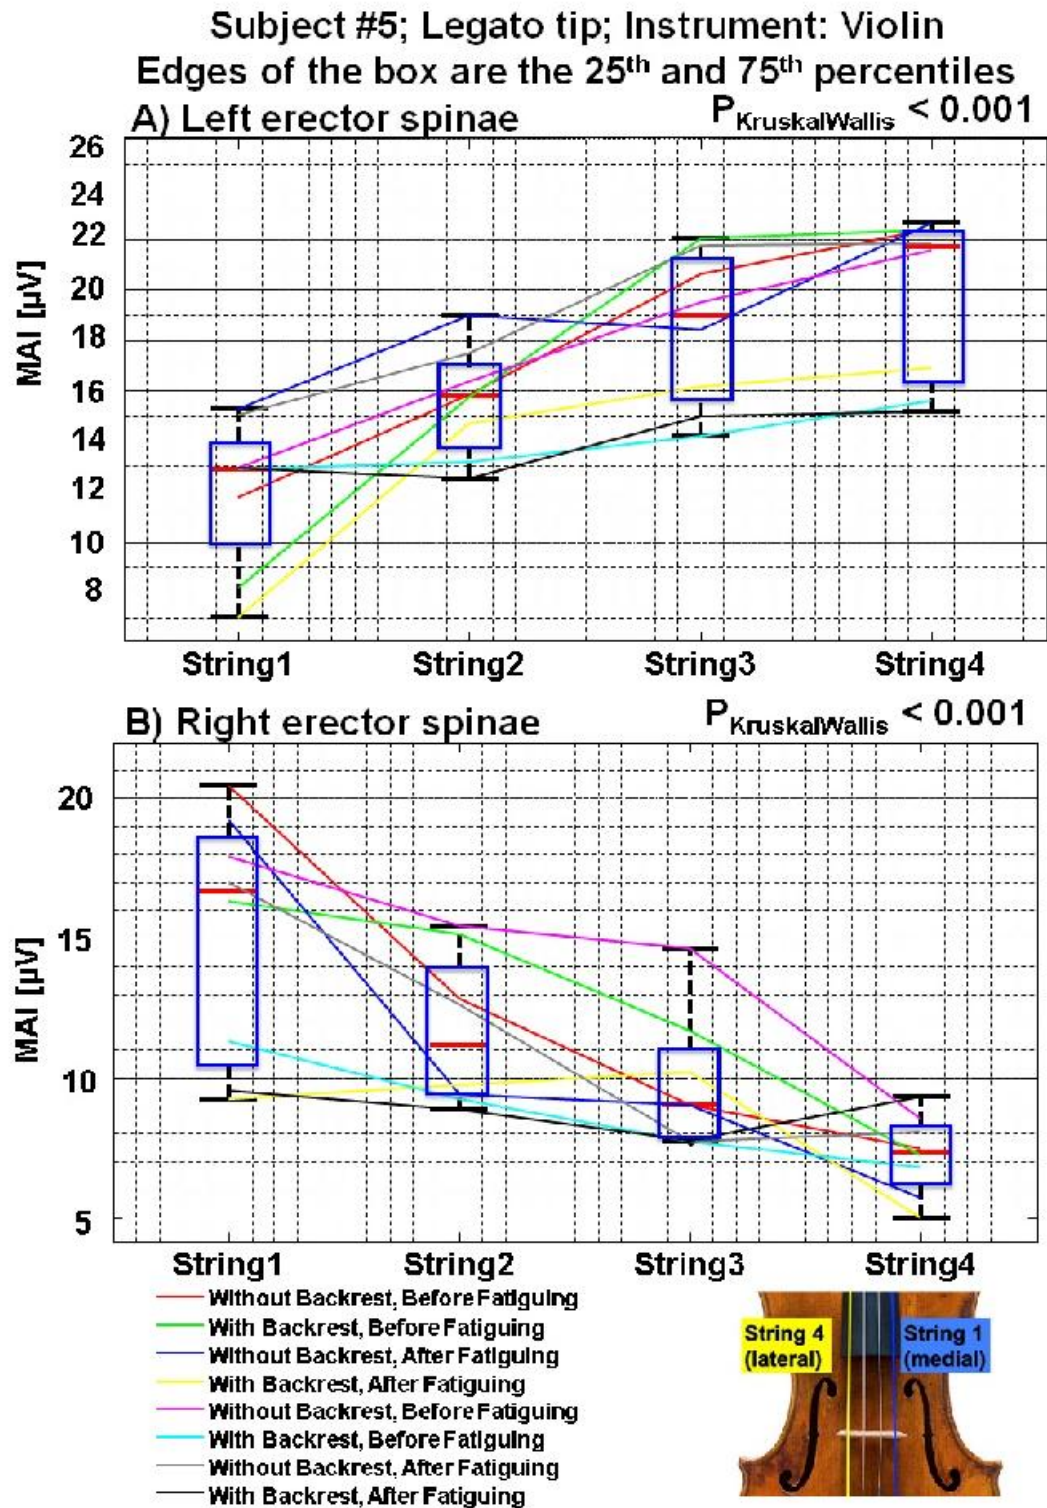 Subject #5; Legato tip; Instrument: Violin
Edges of the box are the 25th and 75th percentiles
A) Left erector spinae
PKruskalWallis < 0.001
26
24
22
20
18
16
14
12
10
8
MAI [µV]
String1 String2 String3 String4
B) Right erector spinae
PKruskalWallis < 0.001
20
15
10
5
MAI [µV]
String1 String2 String3 String4
Without Backrest, Before Fatiguing
With Backrest, Before Fatiguing
Without Backrest, After Fatiguing
With Backrest, After Fatiguing
Without Backrest, Before Fatiguing
With Backrest, Before Fatiguing
Without Backrest, After Fatiguing
With Backrest, After Fatiguing
String 4
(lateral)
String 1
(medial)